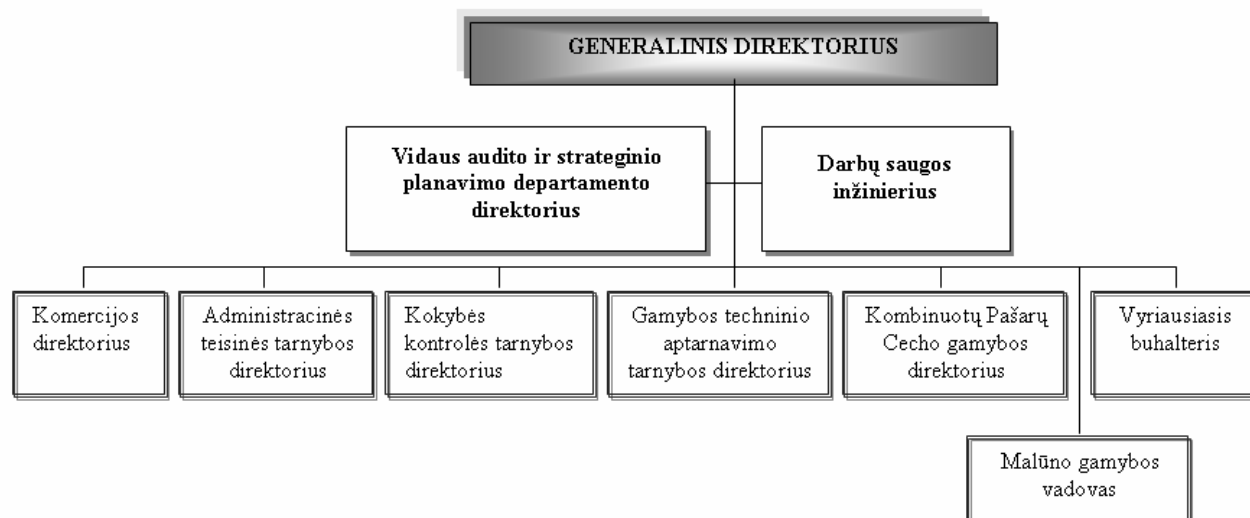 GENERALINIS DIREKTORIUS
Vidaus audito ir strateginio
planavimo departamento
direktorius
Darbų saugos
inžinierius
Komercijos
direktorius
Administracinės
teisinės tarnybos
direktorius
Kokybės
kontrolės tarnybos
direktorius
Gamybos techninio
aptarnavimo
tarnybos direktorius
Kombinuotų Pašarų
Cecho gamybos
direktorius
Vyriausiasis
buhalteris
Malūno gamybos
vadovas